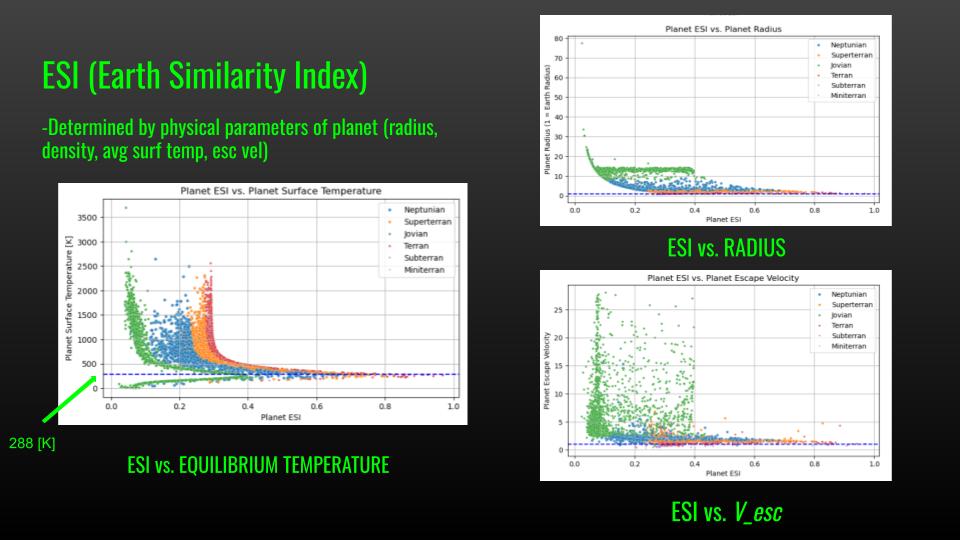 ESI (Earth Similarity Index)
-Determined by physical parameters of planet (radius,
density, avg surf temp, esc vel)
Planet ESI vs. Planet Surface Temperature
Planet Surface Temperature [K]
3500
3000
2500
2000
1500
1000
500
0
0.0 0.2 0.4 0.6 0.8 1.0
Planet ESI
Neptunian
Superterran
Jovian
Terran
Subterran
Miniterran
288 [K]
ESI vs. EQUILIBRIUM TEMPERATURE
Planet ESI vs. Planet Radius
Planet Radius (1 = Earth Radius)
80
70
60
50
40
30
20
10
0
0.0 0.2 0.4 0.6 0.8 1.0
Planet ESI
Neptunian
Superterran
Jovian
Terran
Subterran
Miniterran
ESI vs. RADIUS
Planet ESI vs. Planet Escape Velocity
Planet Escape Velocity
25
20
15
10
5
0
0.0 0.2 0.4 0.6 0.8 1.0
Planet ESI
Neptunian
Superterran
Jovian
Terran
Subterran
Miniterran
ESI vs. V_esc